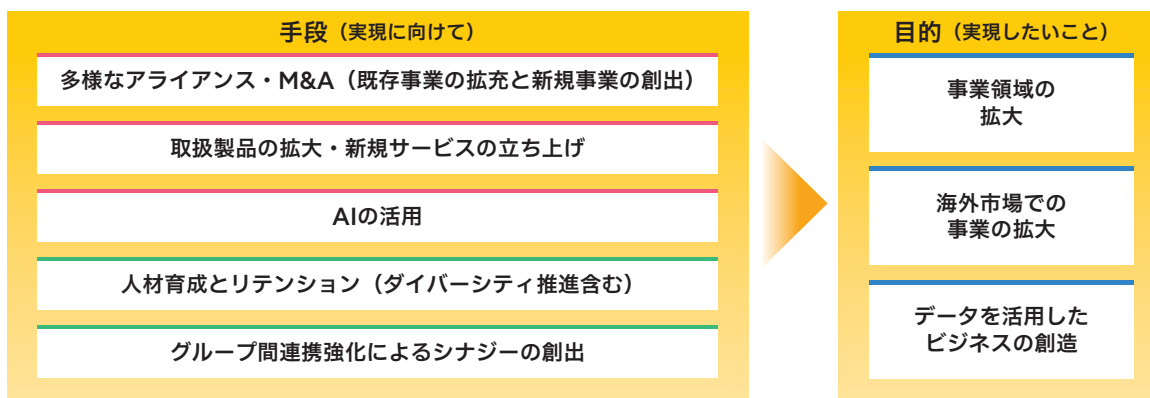 手段（実現に向けて）
多様なアライアンス・M&A（既存事業の拡充と新規事業の創出）
取扱製品の拡大・新規サービスの立ち上げ
AIの活用
人材育成とリテンション（ダイバーシティ推進含む）
グループ間連携強化によるシナジーの創出
目的（実現したいこと）
事業領域の
拡大
海外市場での
事業の拡大
データを活用した
ビジネスの創造